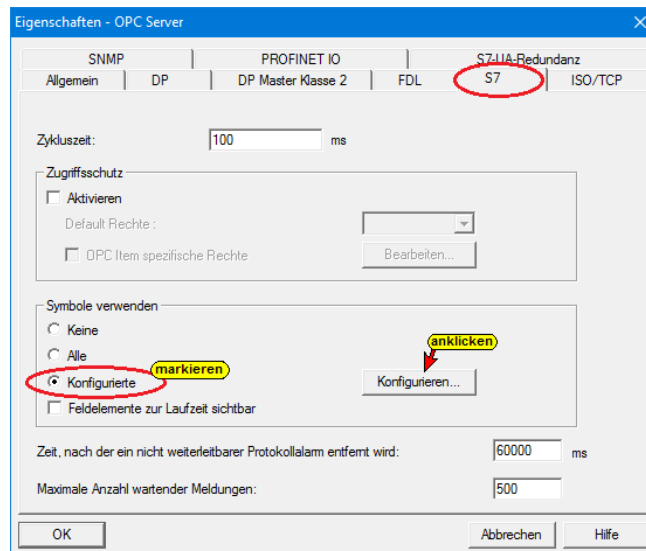 Eigenschaften - OPC Server
SNMP PROFINET IO S7-UA-Redundanz
Allgemein DP DP Master Klasse 2 FDL S7 ISO/TCP
Zykluszeit: 100 ms
Zugriffsschutz
Aktivieren
Default Rechte :
OPC Item spezifische Rechte Bearbeiten...
Symbole verwenden
Keine
anklicken
Alle
markieren
Konfigurierte Konfigurieren...
Feldelemente zur Laufzeit sichtbar
Zeit, nach der ein nicht weiterleitbarer Protokollalarm entfernt wird: 60000 ms
Maximale Anzahl wartender Meldungen: 500
OK Abbrechen Hilfe